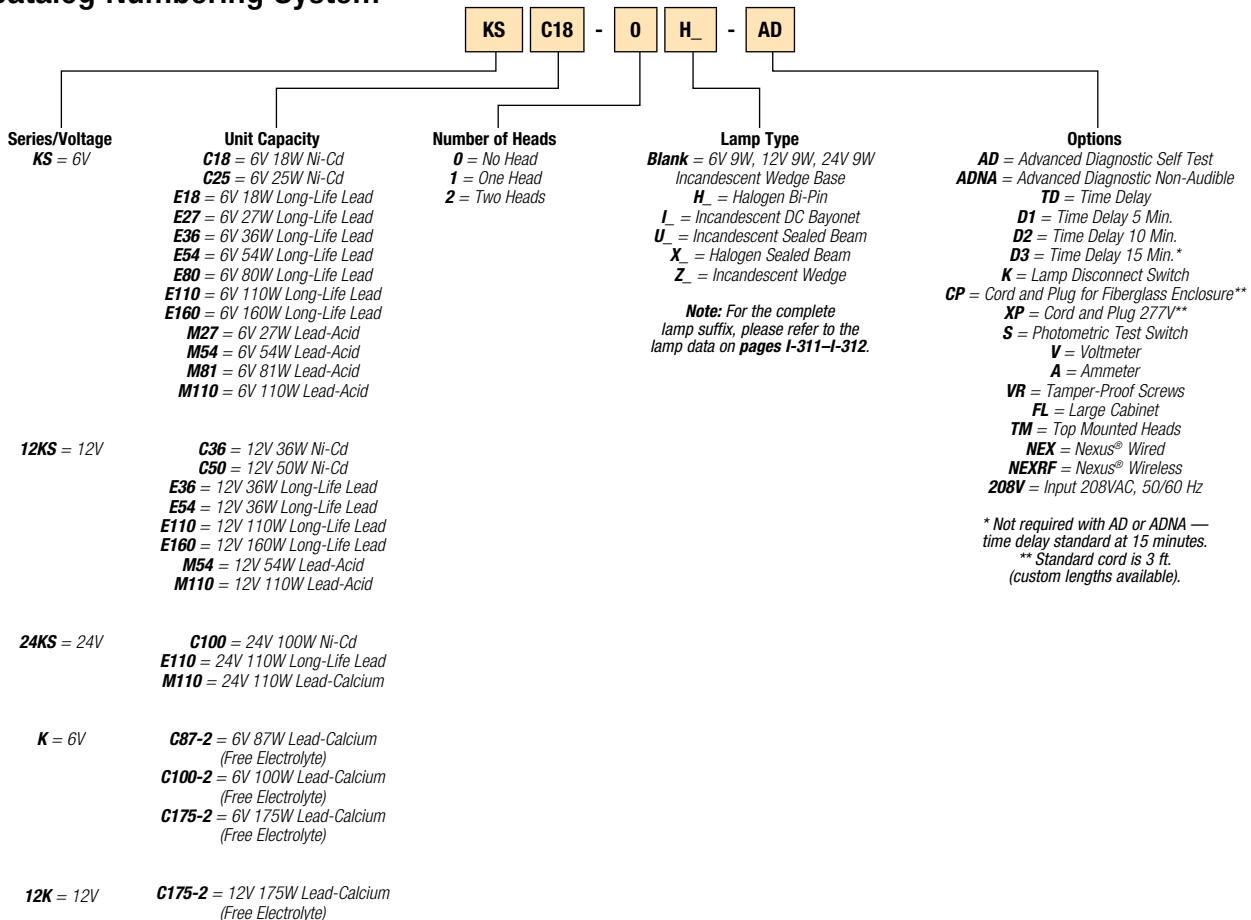 KS C18 - 0 H_ - AD
Series/Voltage
KS = 6V
Unit Capacity
C18 = 6V 18W Ni-Cd
C25 = 6V 25W Ni-Cd
E18 = 6V 18W Long-Life Lead
E27 = 6V 27W Long-Life Lead
E36 = 6V 36W Long-Life Lead
E54 = 6V 54W Long-Life Lead
E80 = 6V 80W Long-Life Lead
E110 = 6V 110W Long-Life Lead
E160 = 6V 160W Long-Life Lead
M27 = 6V 27W Lead-Acid
M54 = 6V 54W Lead-Acid
M81 = 6V 81W Lead-Acid
M110 = 6V 110W Lead-Acid
12KS = 12V
C36 = 12V 36W Ni-Cd
C50 = 12V 50W Ni-Cd
E36 = 12V 36W Long-Life Lead
E54 = 12V 36W Long-Life Lead
E110 = 12V 110W Long-Life Lead
E160 = 12V 160W Long-Life Lead
M54 = 12V 54W Lead-Acid
M110 = 12V 110W Lead-Acid
24KS = 24V
C100 = 24V 100W Ni-Cd
E110 = 24V 110W Long-Life Lead
M110 = 24V 110W Lead-Calcium
K = 6V
C87-2 = 6V 87W Lead-Calcium
(Free Electrolyte)
C100-2 = 6V 100W Lead-Calcium
(Free Electrolyte)
C175-2 = 6V 175W Lead-Calcium
(Free Electrolyte)
12K = 12V
C175-2 = 12V 175W Lead-Calcium
(Free Electrolyte)
Number of Heads
0 = No Head
1 = One Head
2 = Two Heads
Lamp Type
Blank = 6V 9W, 12V 9W, 24V 9W
Incandescent Wedge Base
H_ = Halogen Bi-Pin
I_ = Incandescent DC Bayonet
U_ = Incandescent Sealed Beam
X_ = Halogen Sealed Beam
Z_ = Incandescent Wedge
Note: For the complete
lamp suffix, please refer to the
lamp data on pages I-311–I-312.
Options
AD = Advanced Diagnostic Self Test
ADNA = Advanced Diagnostic Non-Audible
TD = Time Delay
D1 = Time Delay 5 Min.
D2 = Time Delay 10 Min.
D3 = Time Delay 15 Min.*
K = Lamp Disconnect Switch
CP = Cord and Plug for Fiberglass Enclosure**
XP = Cord and Plug 277V**
S = Photometric Test Switch
V = Voltmeter
A = Ammeter
VR = Tamper-Proof Screws
FL = Large Cabinet
TM = Top Mounted Heads
NEX = Nexus® Wired
NEXRF = Nexus® Wireless
208V = Input 208VAC, 50/60 Hz
* Not required with AD or ADNA —
time delay standard at 15 minutes.
** Standard cord is 3 ft.
(custom lengths available).